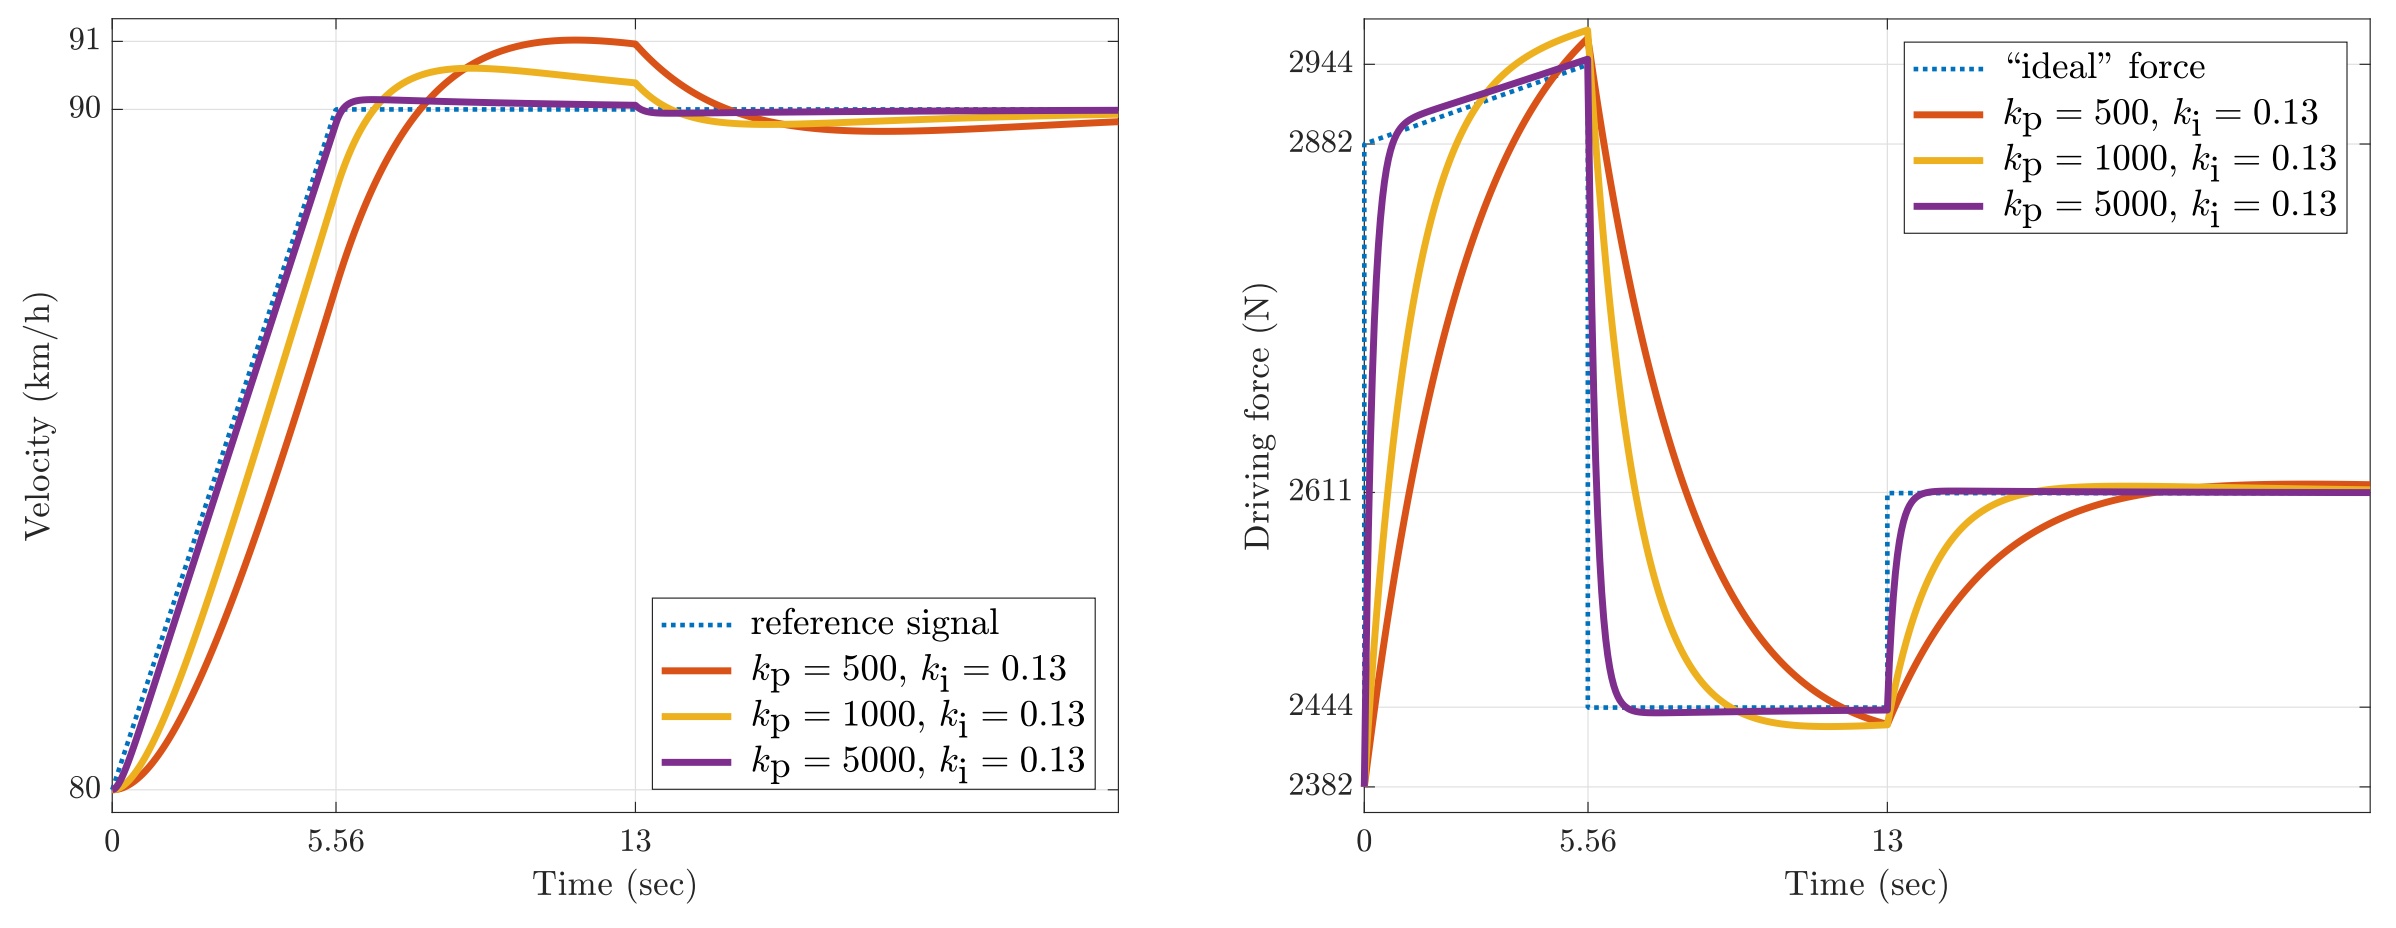 91
90
80
0
5.56
13
Time (sec)
Velocity (km/h)
reference signal
kp = 500, ki = 0.13
kp = 1000, ki = 0.13
kp = 5000, ki = 0.13
2944
2882
2611
2444
2382
0
5.56
13
Time (sec)
Driving force (N)
“ideal” force
kp = 500, ki = 0.13
kp = 1000, ki = 0.13
kp = 5000, ki = 0.13